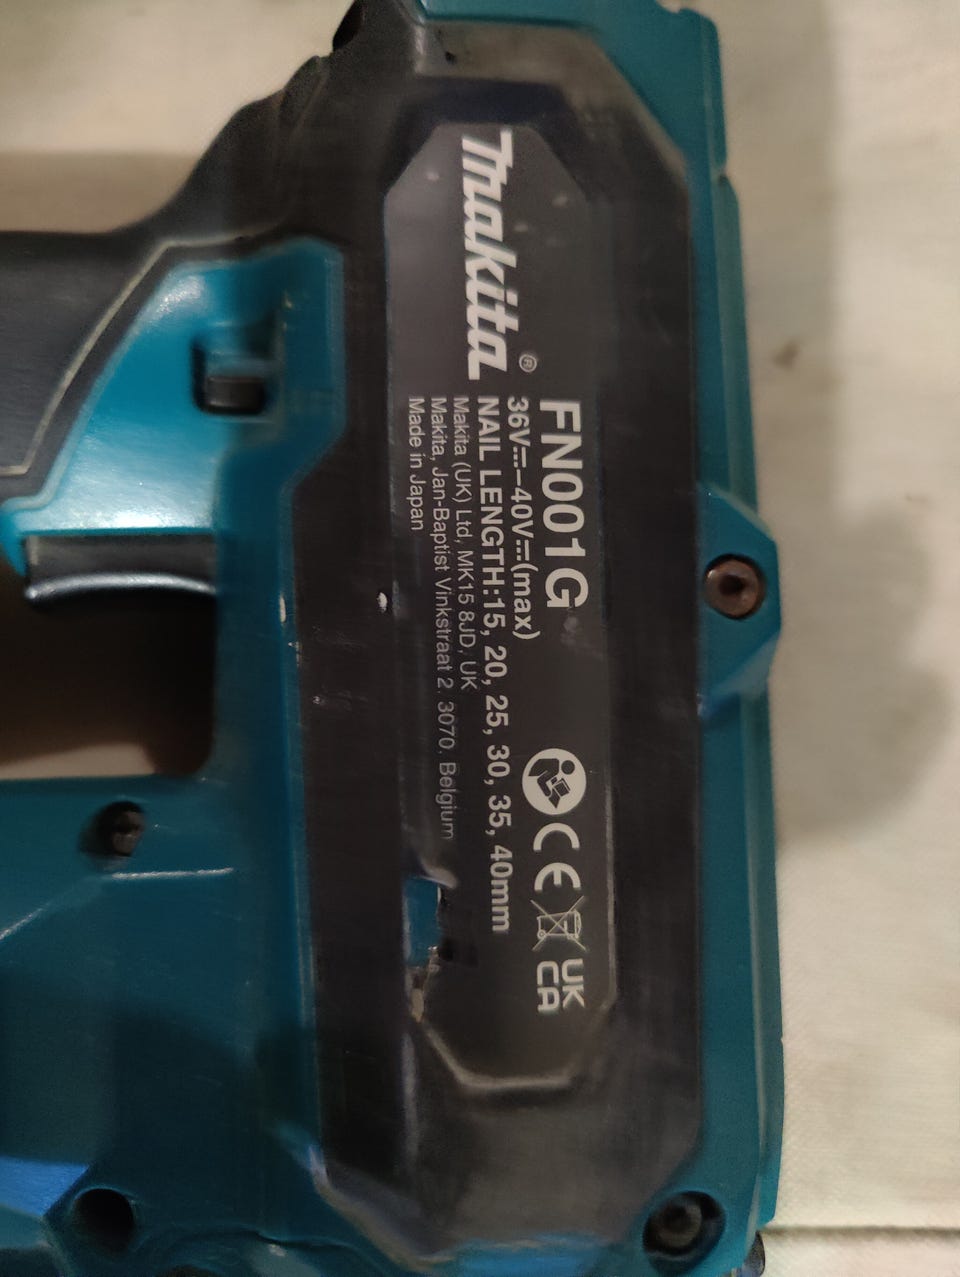 makita®
FN001G
36V⎓–40V⎓(max)
NAIL LENGTH:15, 20, 25, 30, 35, 40mm
Makita (UK) Ltd, MK15 8JD, UK
Makita, Jan-Baptist Vinkstraat 2, 3070, Belgium
Made in Japan
CE
UK
CA